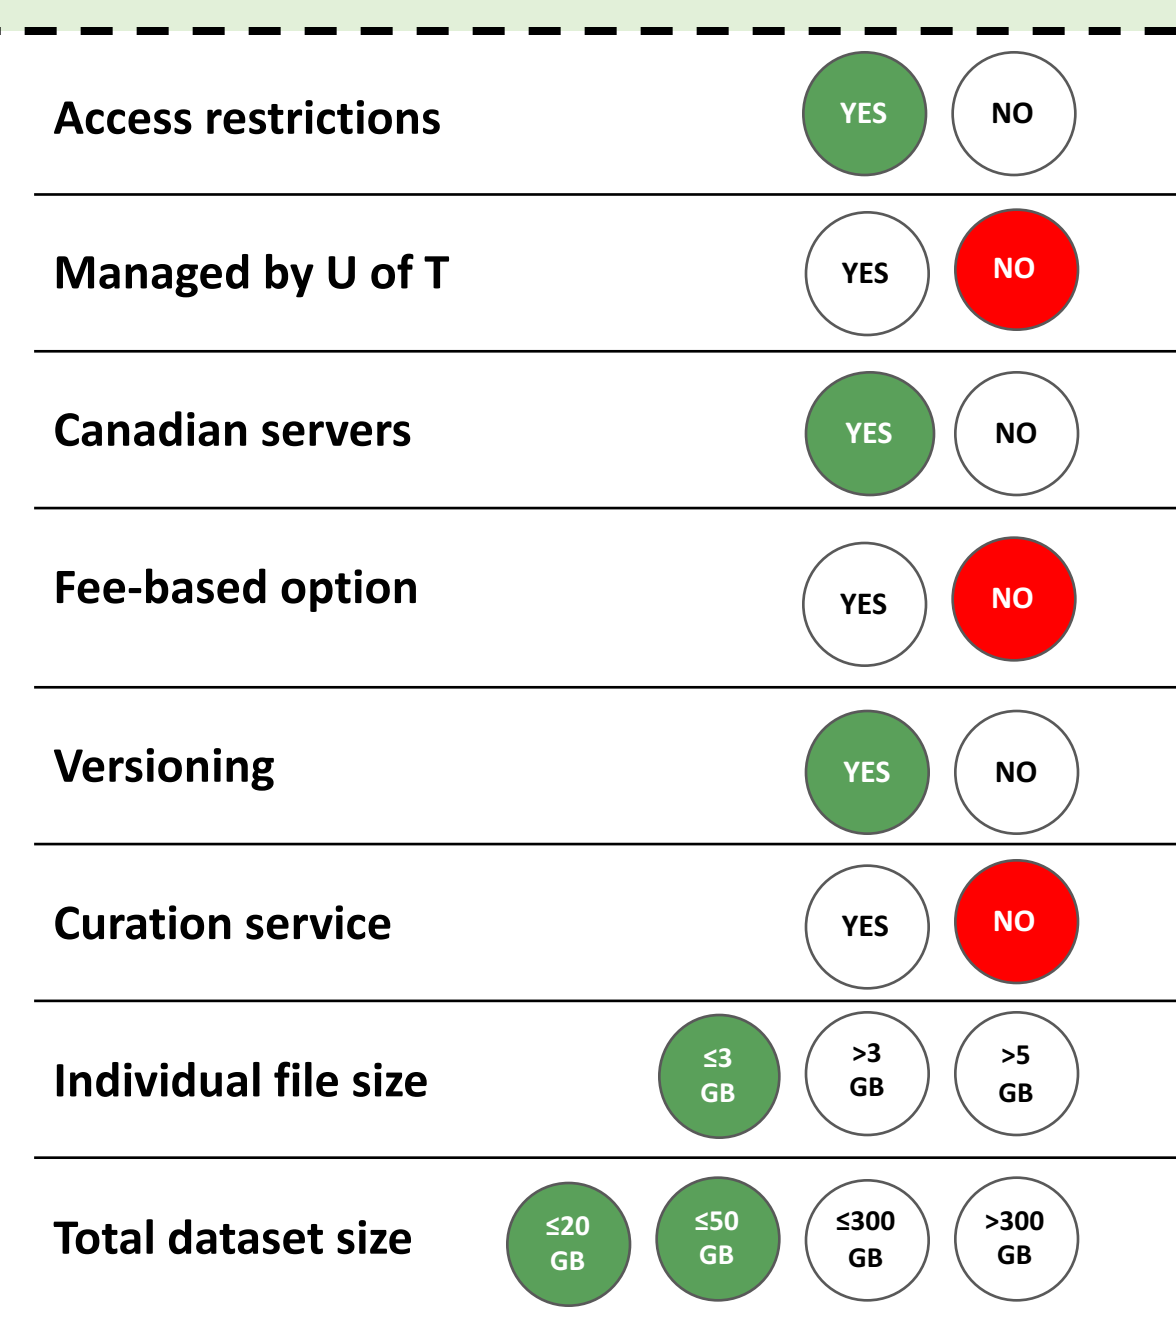 Access restrictions YES NO
Managed by U of T YES NO
Canadian servers YES NO
Fee-based option YES NO
Versioning YES NO
Curation service YES NO
Individual file size ≤3 GB >3 GB >5 GB
Total dataset size ≤20 GB ≤50 GB ≤300 GB >300 GB